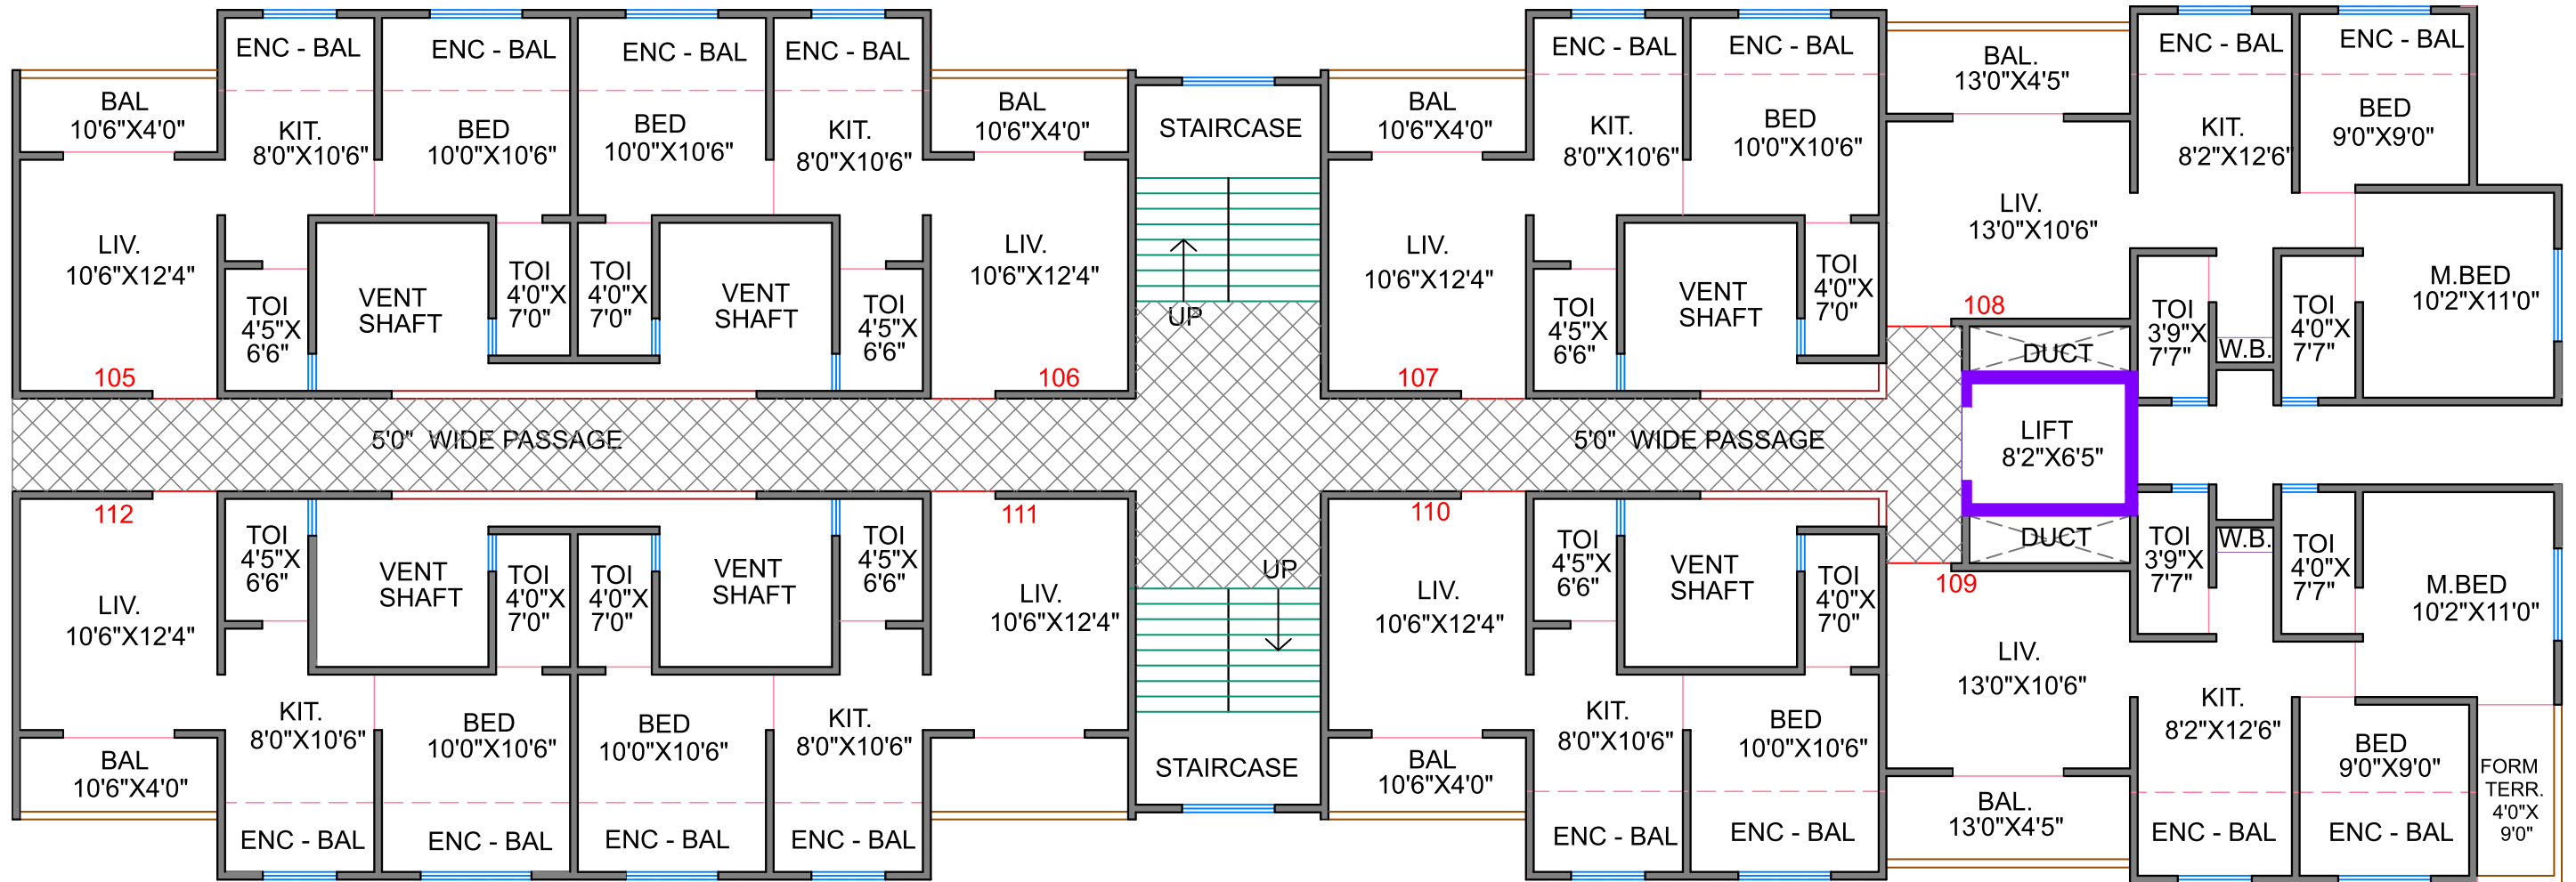 ENC - BAL
ENC - BAL
ENC - BAL
ENC - BAL
ENC - BAL
ENC - BAL
BAL.
13'0"X4'5"
ENC - BAL
ENC - BAL
BAL
10'6"X4'0"
KIT.
8'0"X10'6"
BED
10'0"X10'6"
BED
10'0"X10'6"
KIT.
8'0"X10'6"
BAL
10'6"X4'0"
STAIRCASE
BAL
10'6"X4'0"
KIT.
8'0"X10'6"
BED
10'0"X10'6"
KIT.
8'2"X12'6"
BED
9'0"X9'0"
LIV.
10'6"X12'4"
TOI
4'5"X
6'6"
VENT
SHAFT
TOI
4'0"X
7'0"
TOI
4'0"X
7'0"
VENT
SHAFT
TOI
4'5"X
6'6"
LIV.
10'6"X12'4"
UP
LIV.
10'6"X12'4"
TOI
4'5"X
6'6"
VENT
SHAFT
TOI
4'0"X
7'0"
LIV.
13'0"X10'6"
108
DUCT
TOI
3'9"X
7'7"
W.B.
TOI
4'0"X
7'7"
M.BED
10'2"X11'0"
105
106
107
5'0" WIDE PASSAGE
5'0" WIDE PASSAGE
LIFT
8'2"X6'5"
112
111
110
109
DUCT
LIV.
10'6"X12'4"
TOI
4'5"X
6'6"
VENT
SHAFT
TOI
4'0"X
7'0"
TOI
4'0"X
7'0"
VENT
SHAFT
TOI
4'5"X
6'6"
LIV.
10'6"X12'4"
UP
LIV.
10'6"X12'4"
TOI
4'5"X
6'6"
VENT
SHAFT
TOI
4'0"X
7'0"
LIV.
13'0"X10'6"
TOI
3'9"X
7'7"
W.B.
TOI
4'0"X
7'7"
M.BED
10'2"X11'0"
BAL
10'6"X4'0"
KIT.
8'0"X10'6"
BED
10'0"X10'6"
BED
10'0"X10'6"
KIT.
8'0"X10'6"
STAIRCASE
BAL
10'6"X4'0"
KIT.
8'0"X10'6"
BED
10'0"X10'6"
BAL.
13'0"X4'5"
KIT.
8'2"X12'6"
BED
9'0"X9'0"
FORM
TERR.
4'0"X
9'0"
ENC - BAL
ENC - BAL
ENC - BAL
ENC - BAL
ENC - BAL
ENC - BAL
ENC - BAL
ENC - BAL